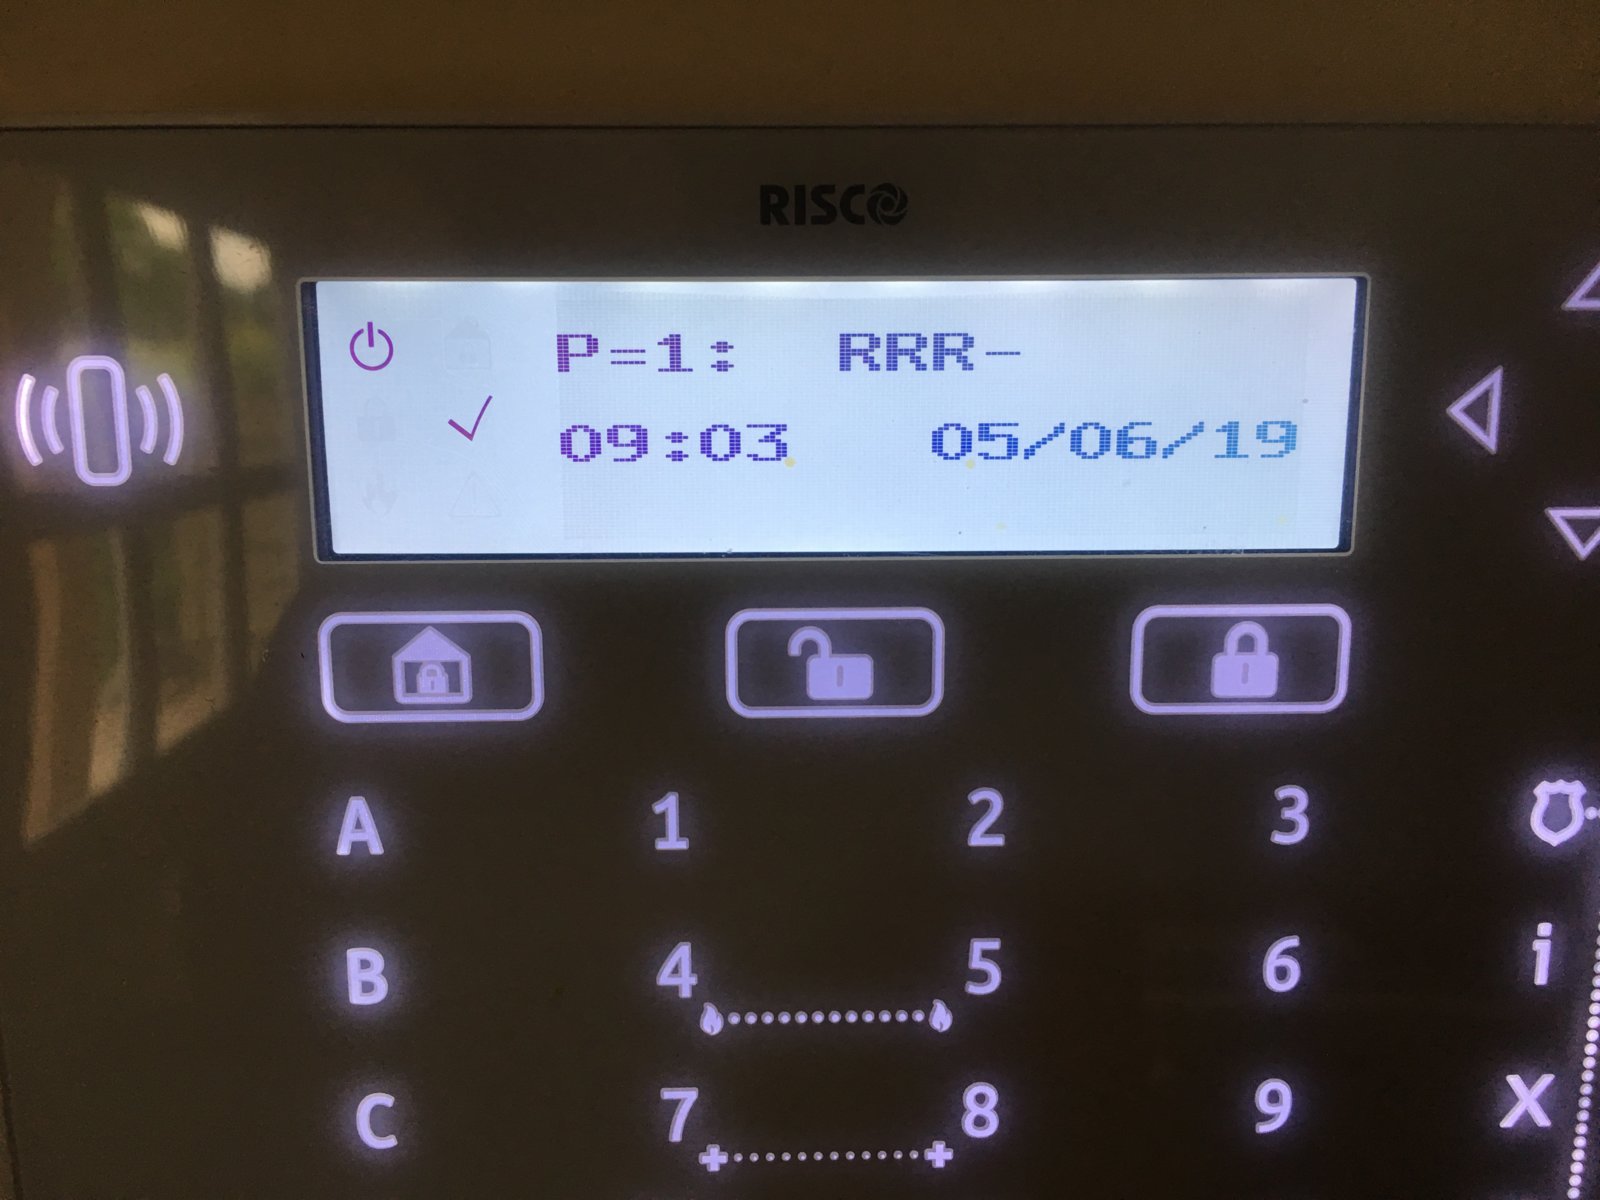 RISCO
P=1: RRR-
09:03 05/06/19
A 1 2 3
B 4 5 6 i
C 7 8 9 X